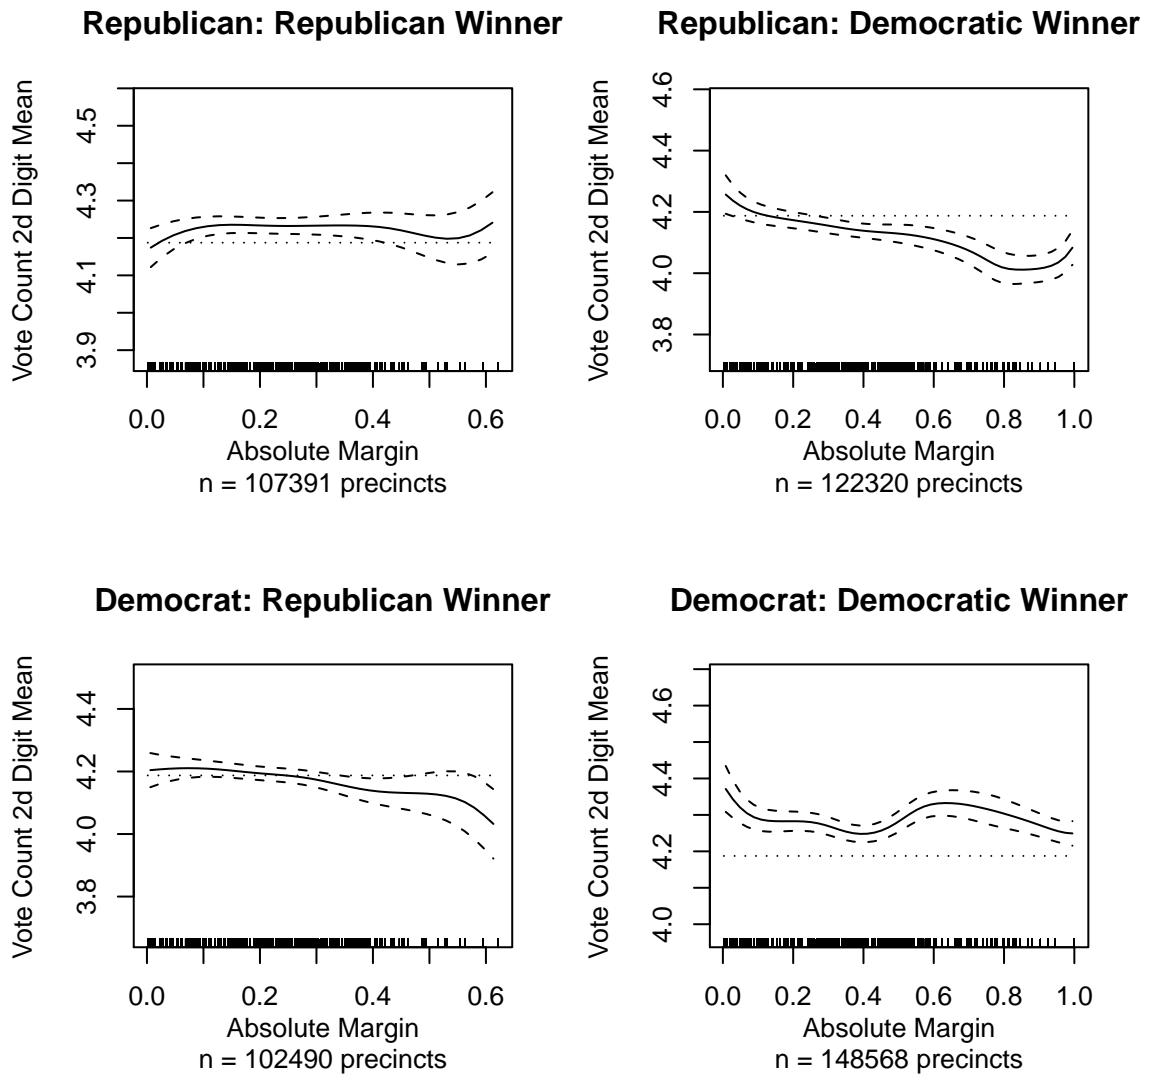 Republican: Republican Winner
Vote Count 2d Digit Mean
3.9 4.1 4.3 4.5
0.0 0.2 0.4 0.6
Absolute Margin
n = 107391 precincts
Republican: Democratic Winner
Vote Count 2d Digit Mean
3.8 4.0 4.2 4.4 4.6
0.0 0.2 0.4 0.6 0.8 1.0
Absolute Margin
n = 122320 precincts
Democrat: Republican Winner
Vote Count 2d Digit Mean
3.8 4.0 4.2 4.4
0.0 0.2 0.4 0.6
Absolute Margin
n = 102490 precincts
Democrat: Democratic Winner
Vote Count 2d Digit Mean
4.0 4.2 4.4 4.6
0.0 0.2 0.4 0.6 0.8 1.0
Absolute Margin
n = 148568 precincts